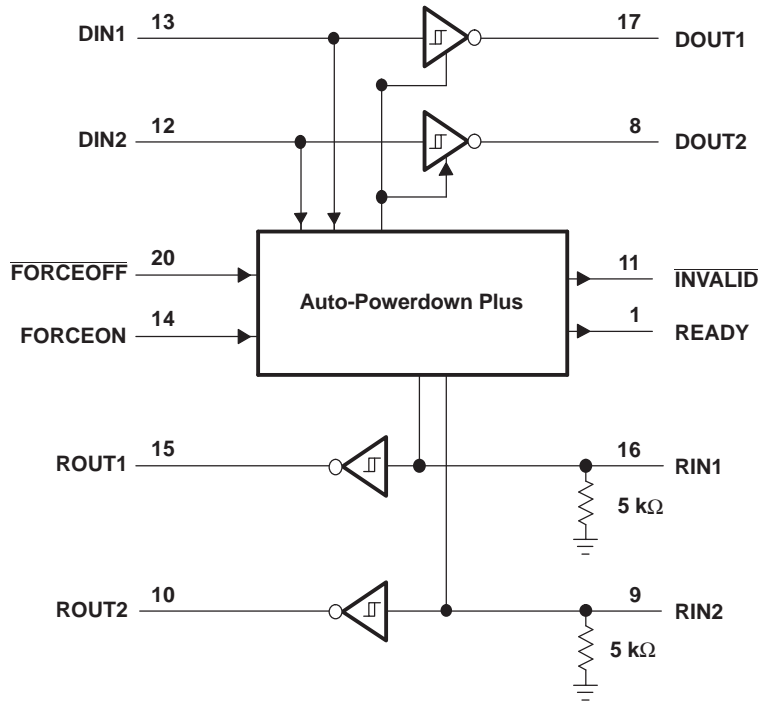 DIN1 13 17 DOUT1
DIN2 12 8 DOUT2
FORCEOFF 20 11 INVALID
Auto-Powerdown Plus
FORCEON 14 1 READY
ROUT1 15 16 RIN1
5 kΩ
ROUT2 10 9 RIN2
5 kΩ